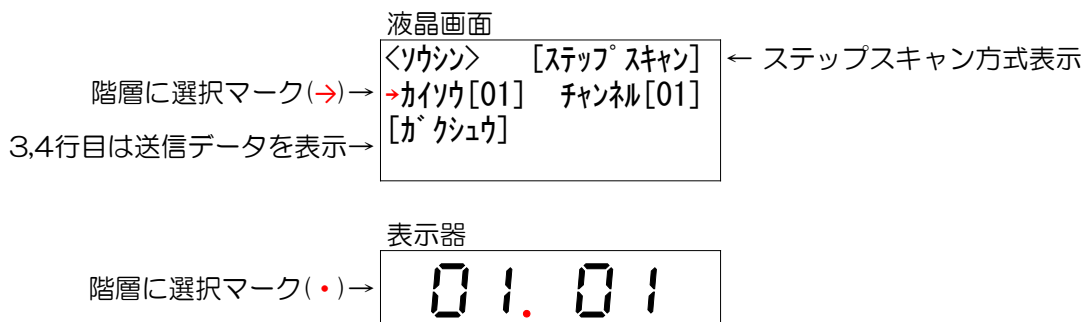 液晶画面
<ｿｳｼﾝ> [ｽﾃｯﾌﾟｽｷｬﾝ] ← ステップスキャン方式表示
階層に選択マーク(→)→ →ｶｲｿｳ[01] ﾁｬﾝﾈﾙ[01]
[ｶﾞｸｼｭｳ]
3,4行目は送信データを表示→
表示器
階層に選択マーク(・)→ 01. 01